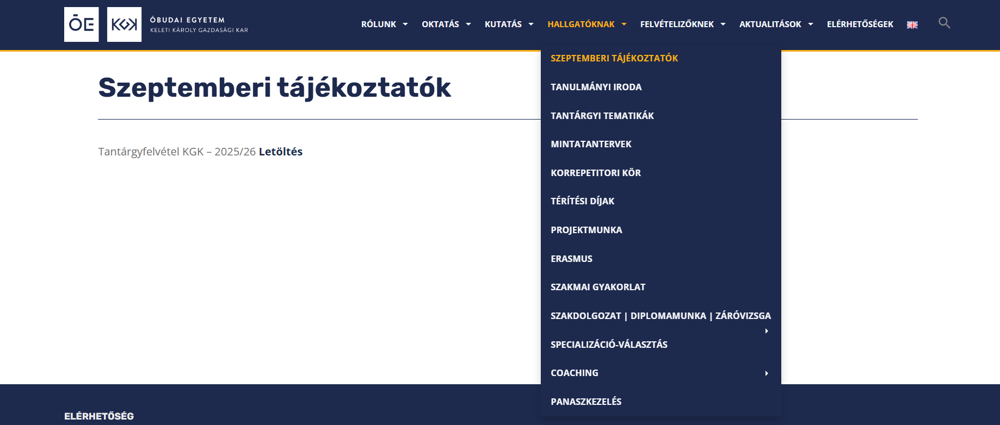 ÓE KGK ÓBUDAI EGYETEM
KELETI KÁROLY GAZDASÁGI KAR
RÓLUNK OKTATÁS KUTATÁS HALLGATÓKNAK FELVÉTELIZŐKNEK AKTUALITÁSOK ELÉRHETŐSÉGEK
SZEPTEMBERI TÁJÉKOZTATÓK
TANULMÁNYI IRODA
TANTÁRGYI TEMATIKÁK
MINTATANTERVEK
KORREPETITORI KÖR
TÉRÍTÉSI DÍJAK
PROJEKTMUNKA
ERASMUS
SZAKMAI GYAKORLAT
SZAKDOLGOZAT | DIPLOMAMUNKA | ZÁRÓVIZSGA
SPECIALIZÁCIÓ-VÁLASZTÁS
COACHING
PANASZKEZELÉS
Szeptemberi tájékoztatók
Tantárgyfelvétel KGK – 2025/26 Letöltés
ELÉRHETŐSÉG